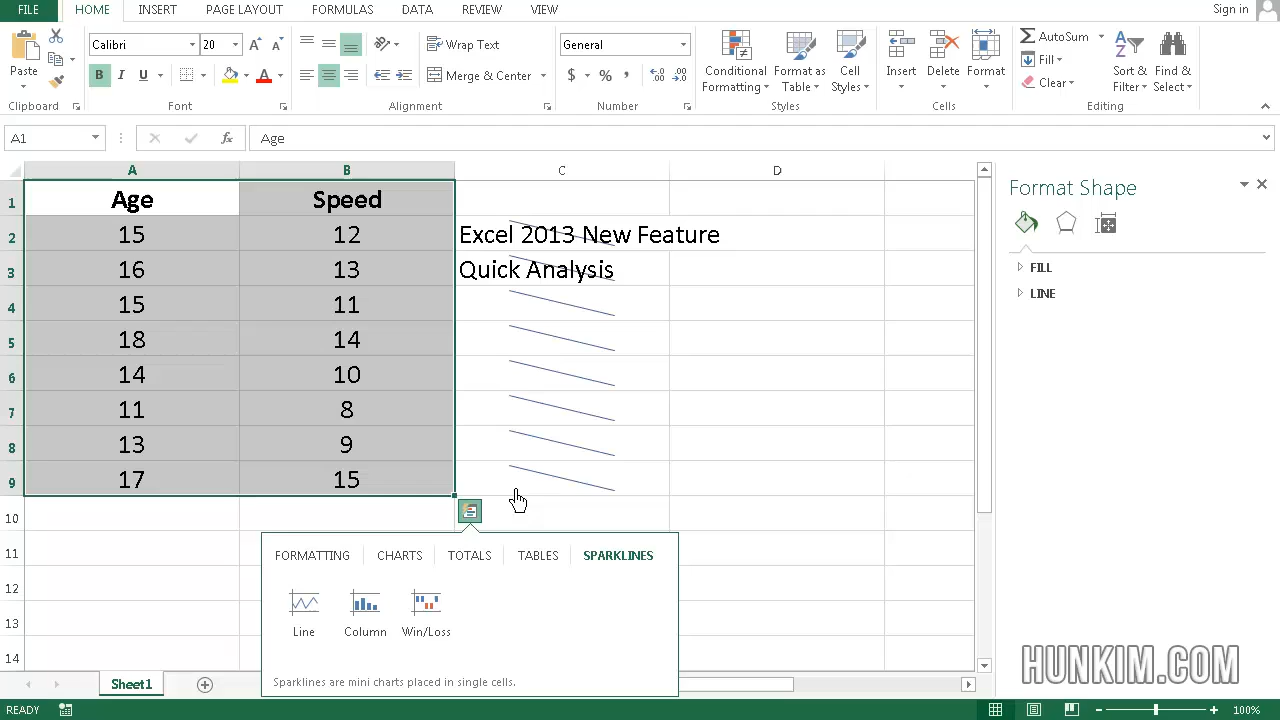 FILE HOME INSERT PAGE LAYOUT FORMULAS DATA REVIEW VIEW Sign in
Calibri 20 Wrap Text General AutoSum
Paste Conditional Formatting Format as Table Cell Styles Insert Delete Format Fill Sort & Filter Find & Select
B I U A Merge & Center $ % , Clear
Clipboard Font Alignment Number Styles Cells Editing
A1 fx Age
A B C D
1 Age Speed
2 15 12 Excel 2013 New Feature
3 16 13 Quick Analysis
4 15 11
5 18 14
6 14 10
7 11 8
8 13 9
9 17 15
10
11
12
13
14
Format Shape
FILL
LINE
FORMATTING CHARTS TOTALS TABLES SPARKLINES
Line Column Win/Loss
Sparklines are mini charts placed in single cells.
HUNKIM.COM
Sheet1
READY 100%